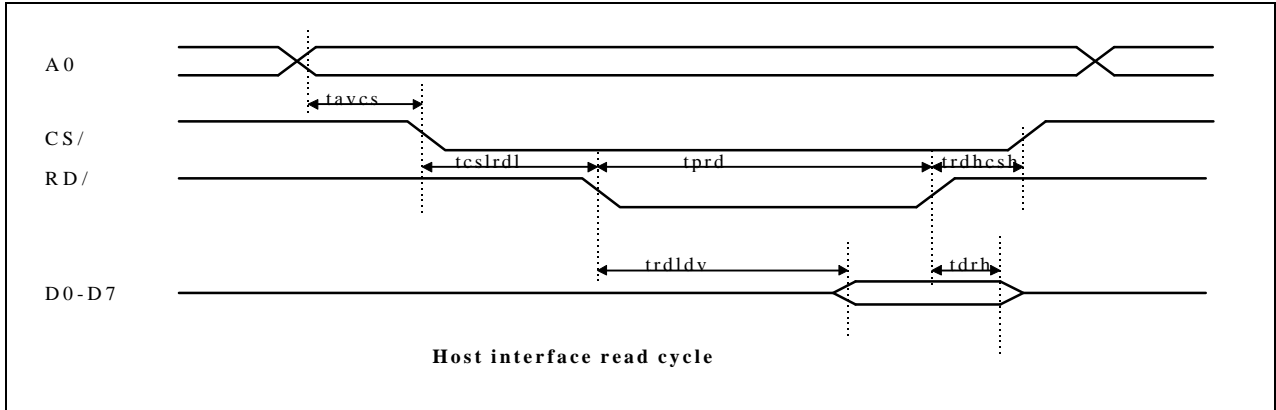 A0
tavcs
CS/
tcslrdl tprd trdhcsh
RD/
trdldv tdrh
D0-D7
Host interface read cycle